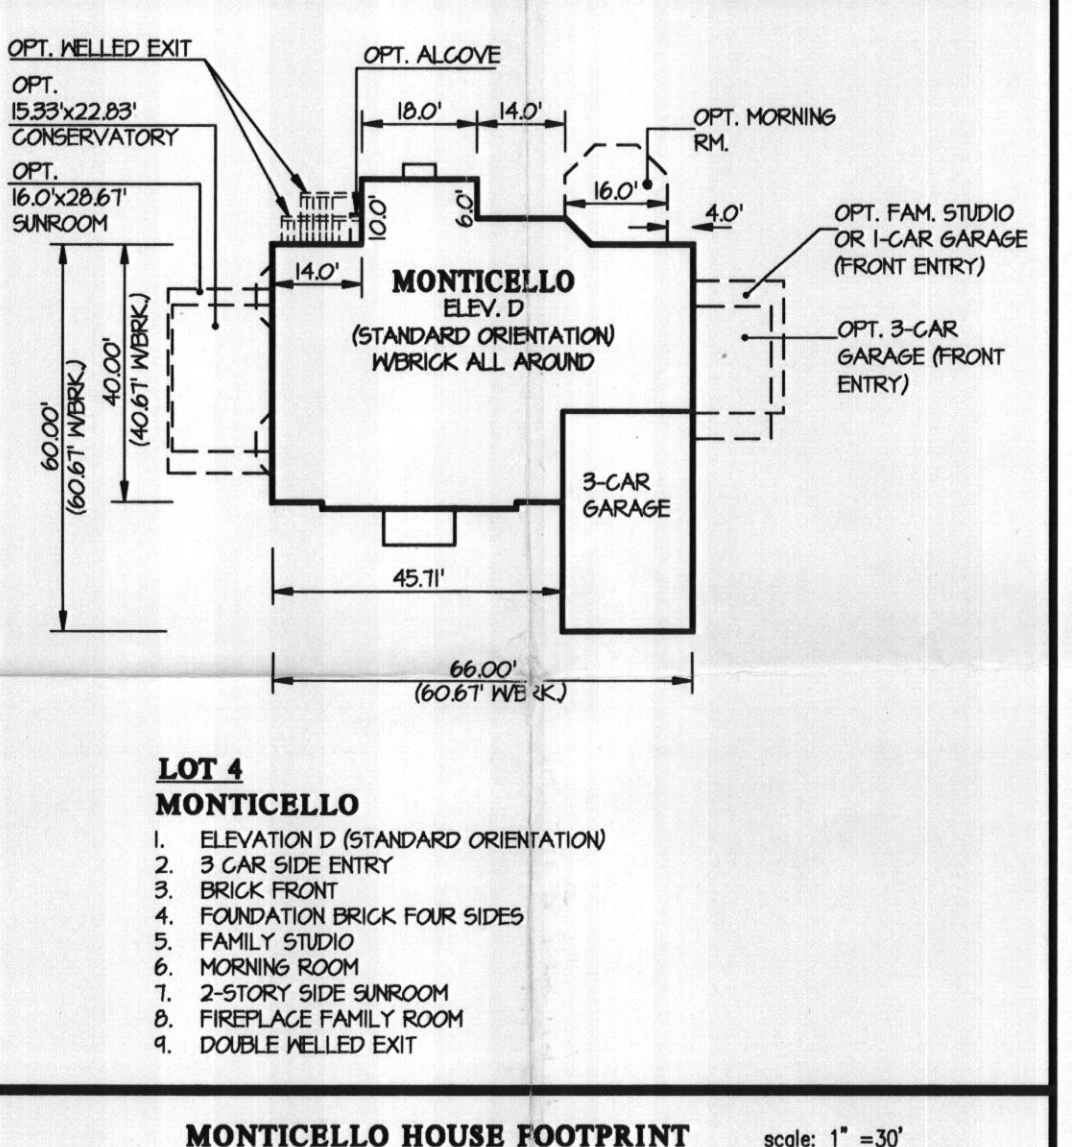 OPT. WELLED EXIT
OPT. ALCOVE
OPT.
15.33'x22.83'
CONSERVATORY
18.0'
14.0'
OPT. MORNING
RM.
OPT.
16.0'x28.67'
SUNROOM
10.0'
6.0'
16.0'
4.0'
OPT. FAM. STUDIO
OR 1-CAR GARAGE
(FRONT ENTRY)
14.0'
MONTICELLO
ELEV. D
(STANDARD ORIENTATION)
W/BRICK ALL AROUND
OPT. 3-CAR
GARAGE (FRONT
ENTRY)
60.00'
(60.67' W/BRK.)
40.00'
(40.67' W/BRK.)
3-CAR
GARAGE
45.71'
66.00'
(60.67' W/BRK.)
LOT 4
MONTICELLO
1. ELEVATION D (STANDARD ORIENTATION)
2. 3 CAR SIDE ENTRY
3. BRICK FRONT
4. FOUNDATION BRICK FOUR SIDES
5. FAMILY STUDIO
6. MORNING ROOM
7. 2-STORY SIDE SUNROOM
8. FIREPLACE FAMILY ROOM
9. DOUBLE WELLED EXIT
MONTICELLO HOUSE FOOTPRINT scale: 1" =30'